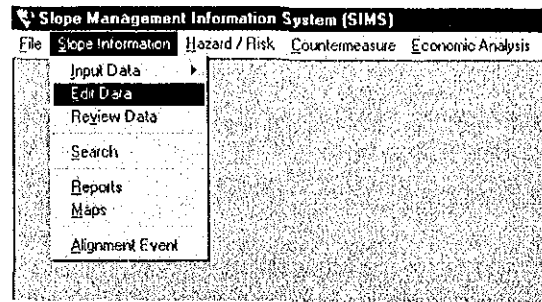 Slope Management Information System (SIMS)
File Slope Information Hazard / Risk Countermeasure Economic Analysis
Input Data
Edit Data
Review Data
Search
Reports
Maps
Alignment Event